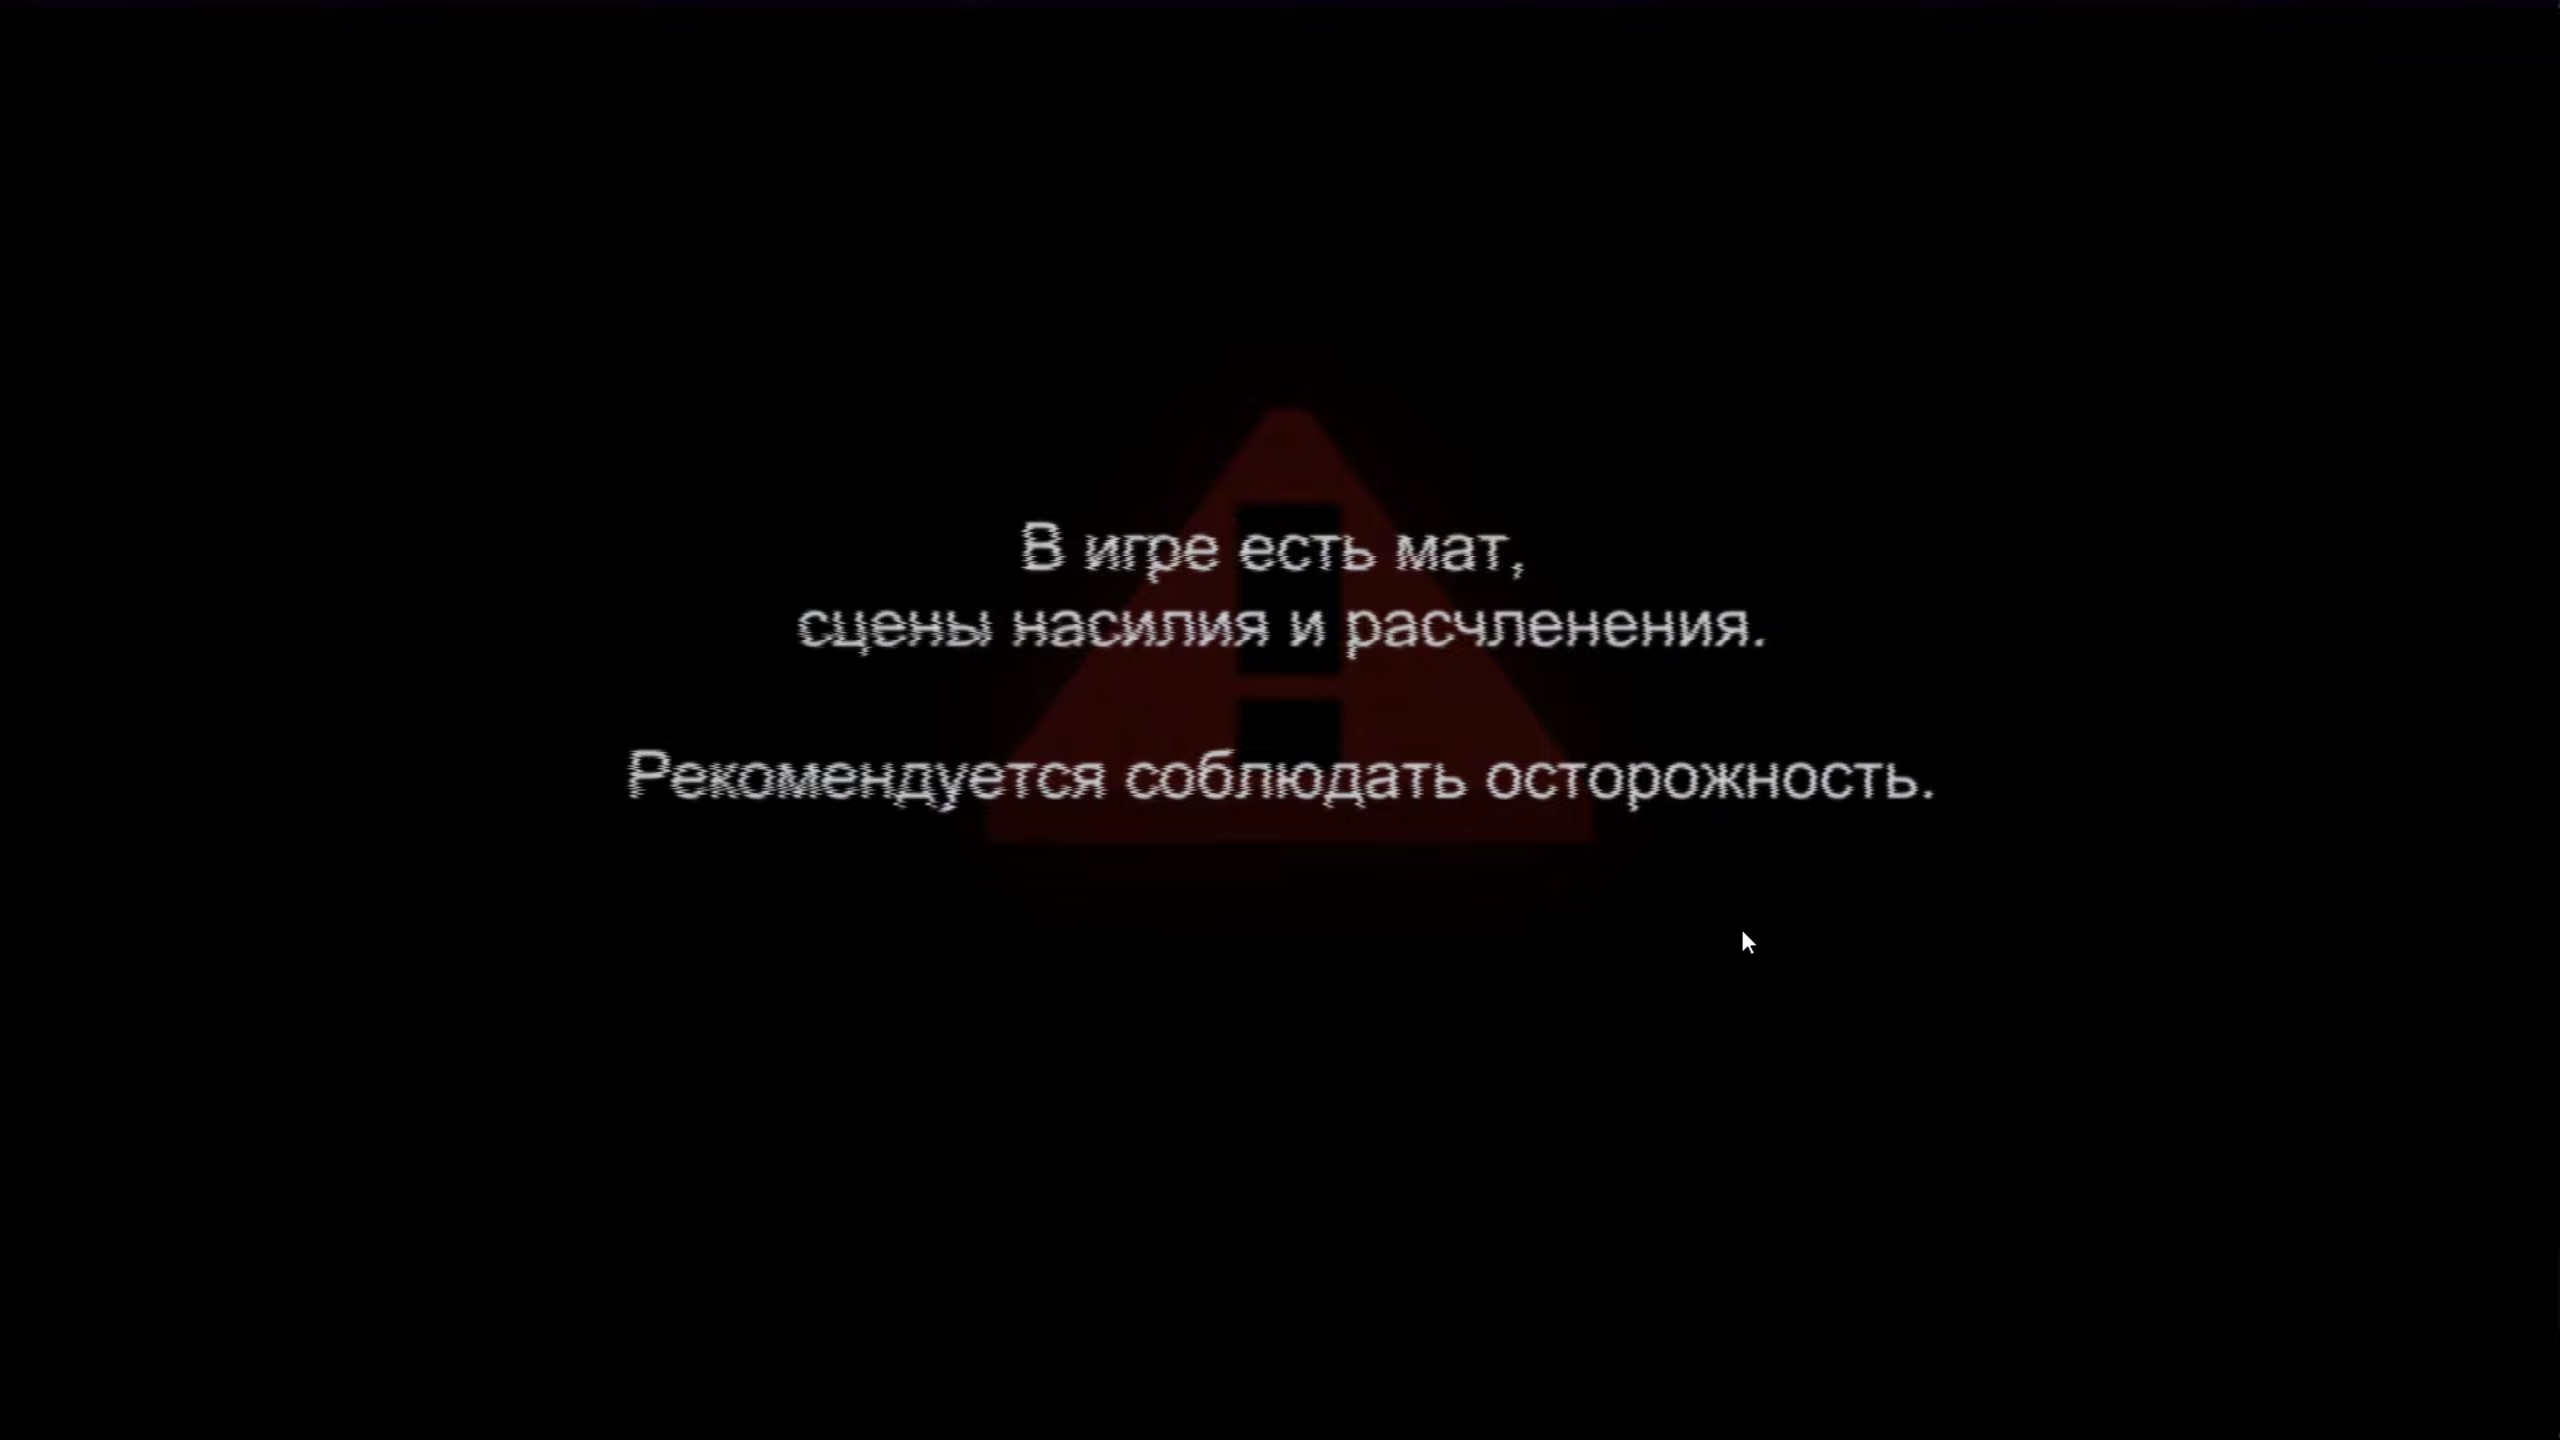 В игре есть мат,
сцены насилия и расчленения.
Рекомендуется соблюдать осторожность.